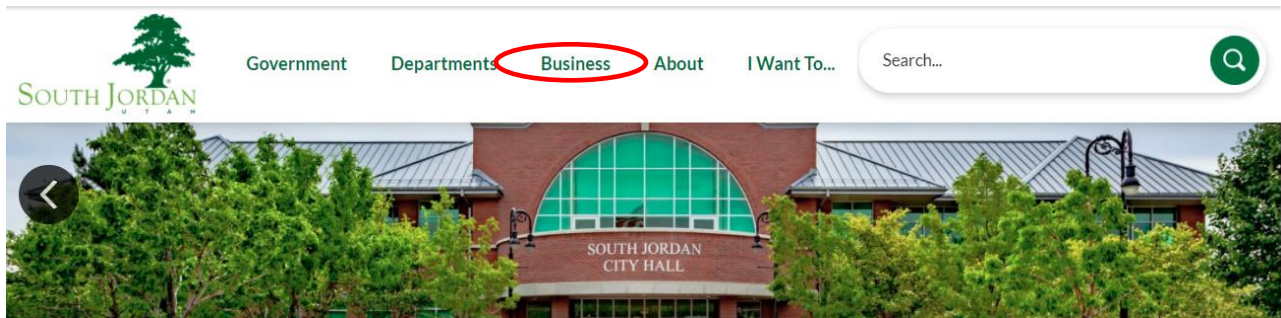 SOUTH JORDAN
UTAH
Government Departments Business About I Want To... Search...
SOUTH JORDAN
CITY HALL